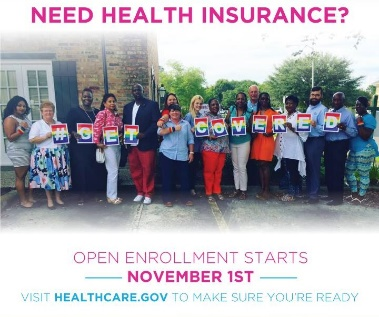 NEED HEALTH INSURANCE?
#GET COVERED
OPEN ENROLLMENT STARTS
NOVEMBER 1ST
VISIT HEALTHCARE.GOV TO MAKE SURE YOU'RE READY